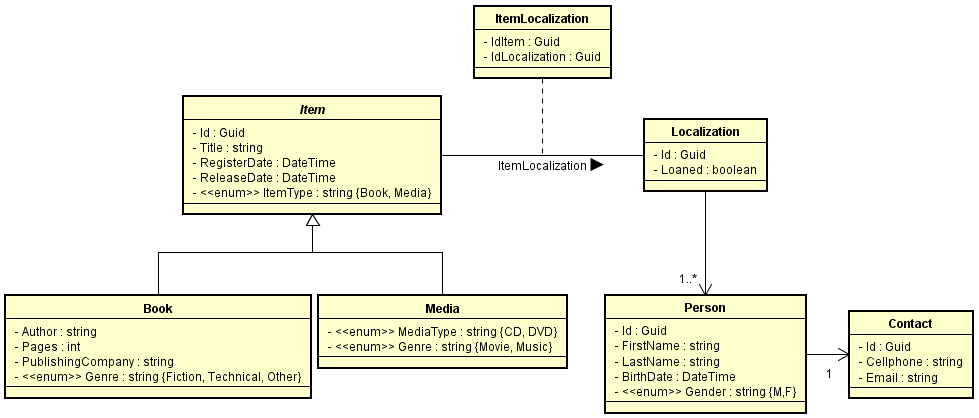 ItemLocalization
- IdItem : Guid
- IdLocalization : Guid
Item
- Id : Guid
- Title : string
- RegisterDate : DateTime
- ReleaseDate : DateTime
- <<enum>> ItemType : string {Book, Media}
ItemLocalization
Localization
- Id : Guid
- Loaned : boolean
1..*
Book
- Author : string
- Pages : int
- PublishingCompany : string
- <<enum>> Genre : string {Fiction, Technical, Other}
Media
- <<enum>> MediaType : string {CD, DVD}
- <<enum>> Genre : string {Movie, Music}
Person
- Id : Guid
- FirstName : string
- LastName : string
- BirthDate : DateTime
- <<enum>> Gender : string {M,F}
1
Contact
- Id : Guid
- Cellphone : string
- Email : string